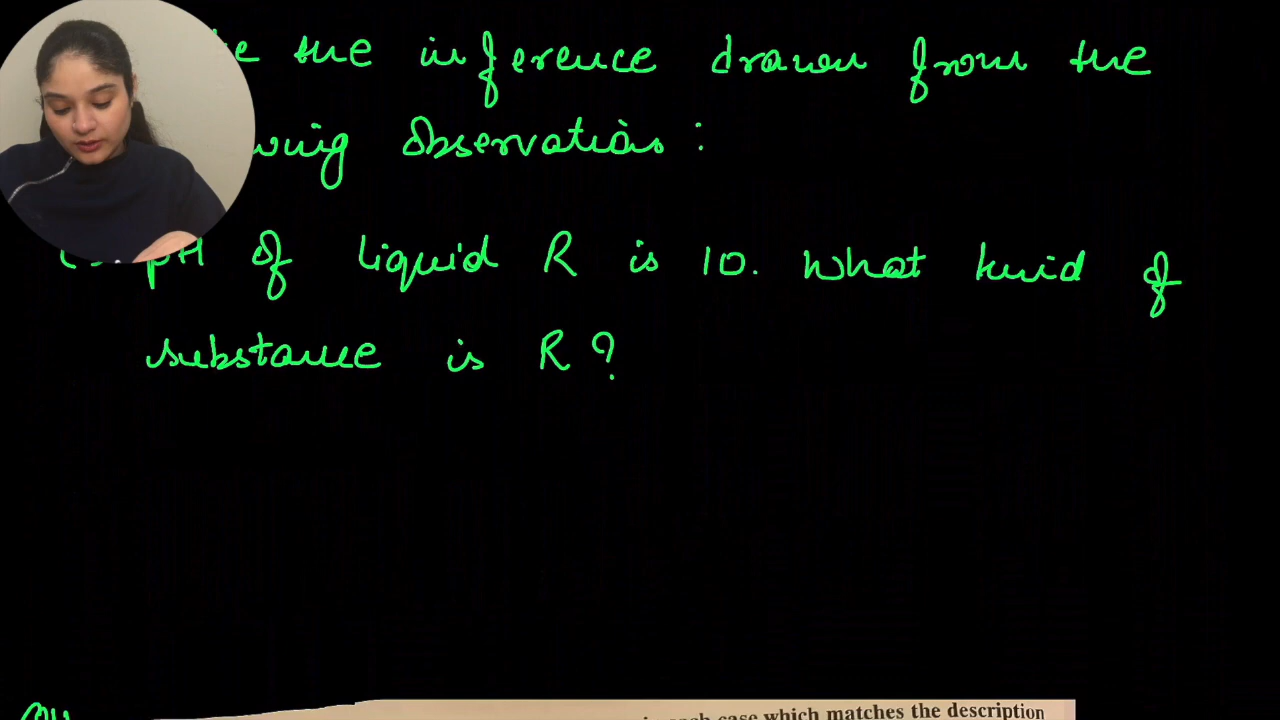 the inference drawn from the
observation:
pH of liquid R is 10. What kind of
substance is R?
each case which matches the description